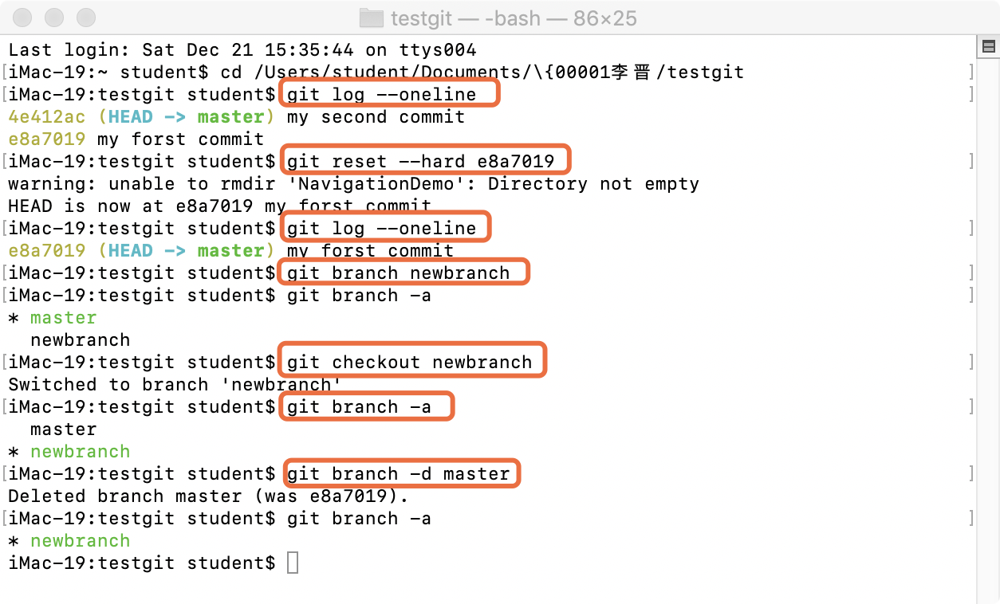 testgit — -bash — 86×25
Last login: Sat Dec 21 15:35:44 on ttys004
[iMac-19:~ student$ cd /Users/student/Documents/\{00001李晋/testgit ]
[iMac-19:testgit student$ git log --oneline ]
4e412ac (HEAD -> master) my second commit
e8a7019 my forst commit
[iMac-19:testgit student$ git reset --hard e8a7019 ]
warning: unable to rmdir 'NavigationDemo': Directory not empty
HEAD is now at e8a7019 my forst commit
[iMac-19:testgit student$ git log --oneline ]
e8a7019 (HEAD -> master) my forst commit
[iMac-19:testgit student$ git branch newbranch ]
[iMac-19:testgit student$ git branch -a ]
* master
  newbranch
[iMac-19:testgit student$ git checkout newbranch ]
Switched to branch 'newbranch'
[iMac-19:testgit student$ git branch -a ]
  master
* newbranch
[iMac-19:testgit student$ git branch -d master ]
Deleted branch master (was e8a7019).
[iMac-19:testgit student$ git branch -a ]
* newbranch
iMac-19:testgit student$